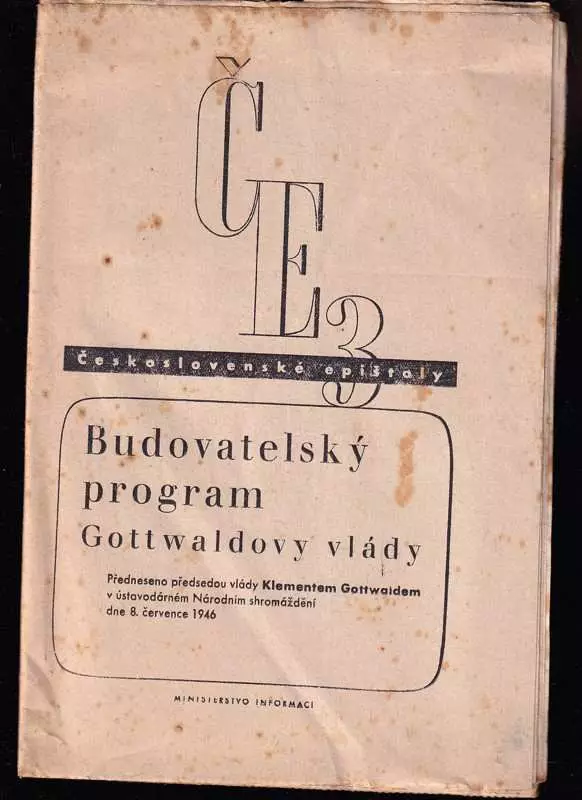 Č
E
3
Československé epištoly
Budovatelský
program
Gottwaldovy vlády
Předneseno předsedou vlády Klementem Gottwaldem
v ústavodárném Národním shromáždění
dne 8. července 1946
MINISTERSTVO INFORMACÍ